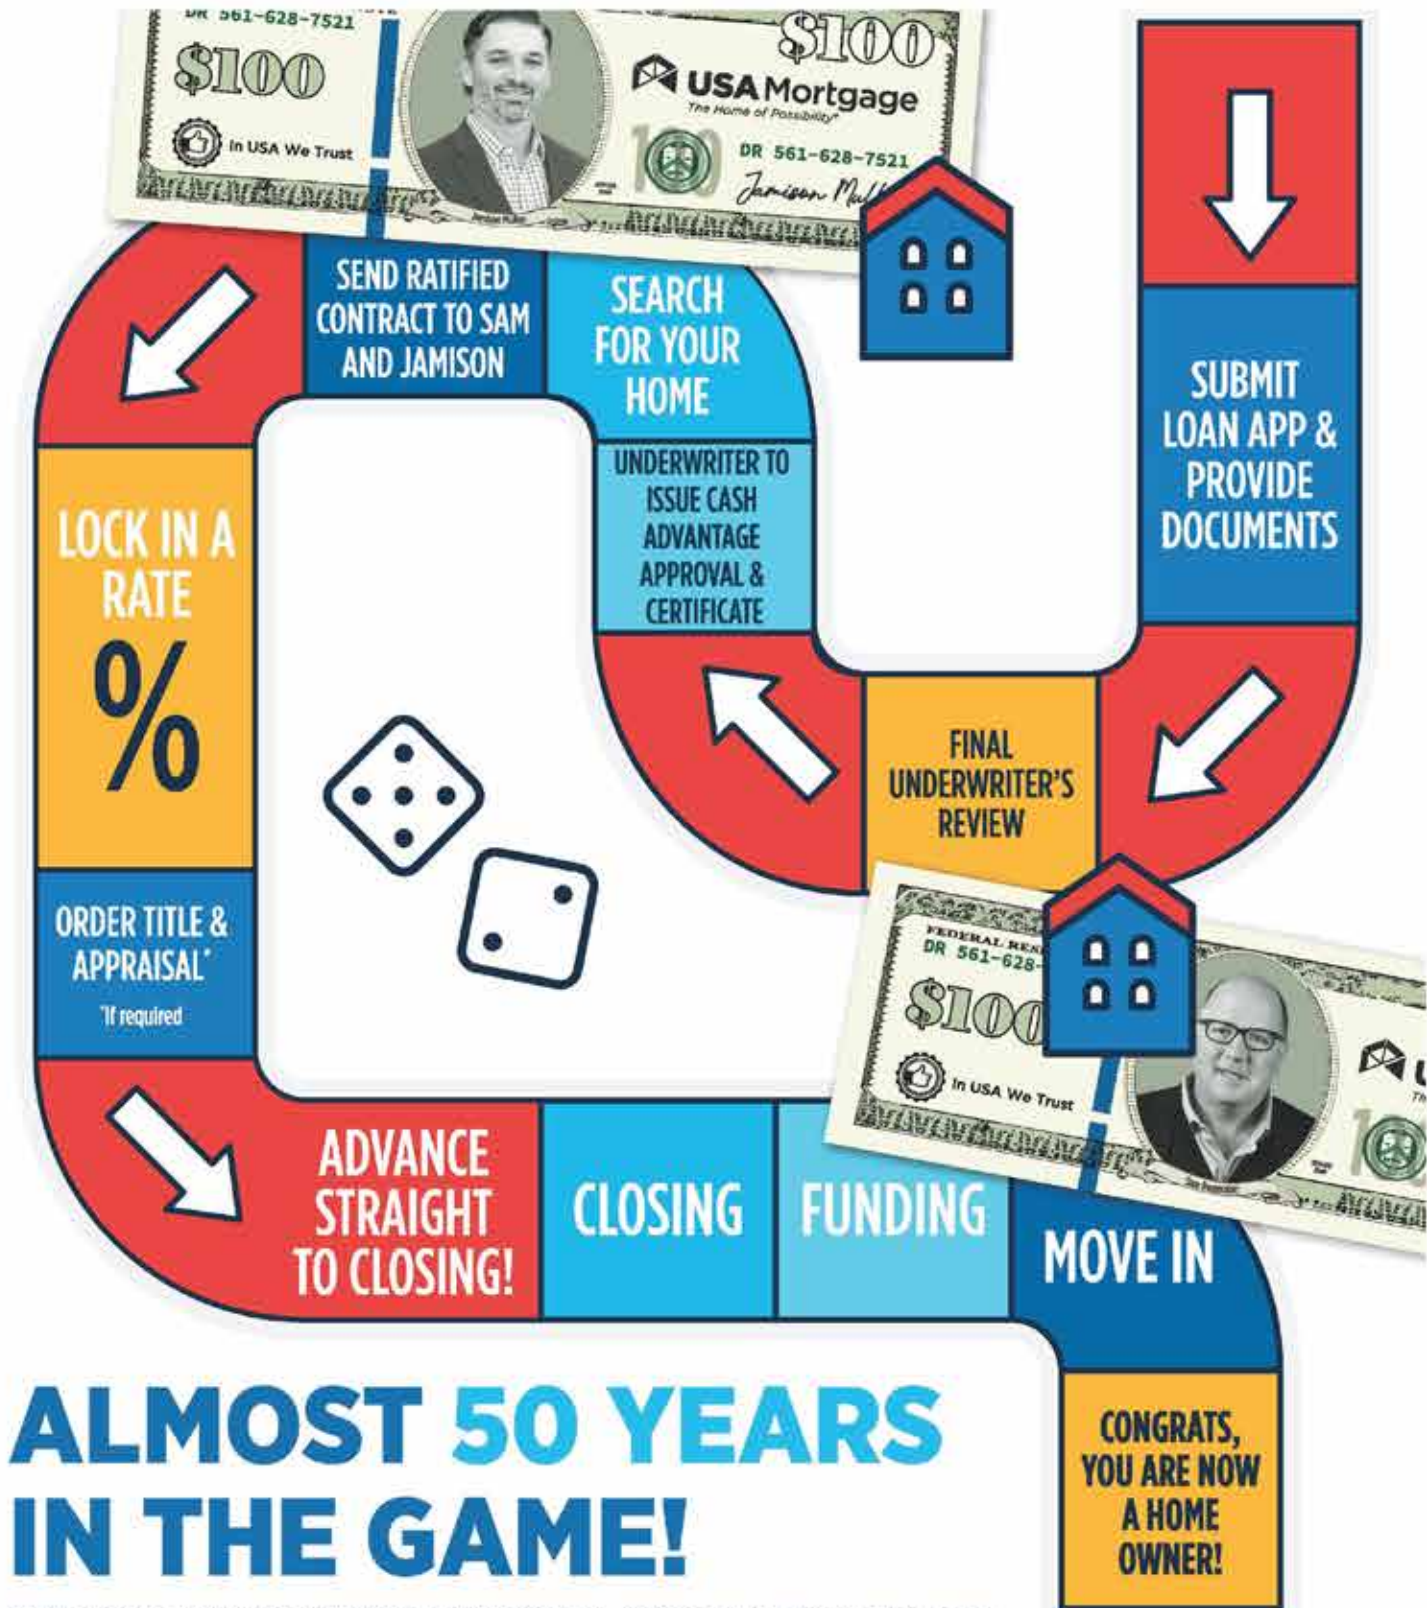 DR 561-628-7521
$100
In USA We Trust
$100
USA Mortgage
The Home of Possibility
DR 561-628-7521
Jamison
SEND RATIFIED
CONTRACT TO SAM
AND JAMISON
SEARCH
FOR YOUR
HOME
SUBMIT
LOAN APP &
PROVIDE
DOCUMENTS
UNDERWRITER TO
ISSUE CASH
ADVANTAGE
APPROVAL &
CERTIFICATE
LOCK IN A
RATE
%
FINAL
UNDERWRITER'S
REVIEW
ORDER TITLE &
APPRAISAL*
*If required
FEDERAL
DR 561-628-
$100
In USA We Trust
ADVANCE
STRAIGHT
TO CLOSING!
CLOSING
FUNDING
MOVE IN
ALMOST 50 YEARS
IN THE GAME!
CONGRATS,
YOU ARE NOW
A HOME
OWNER!